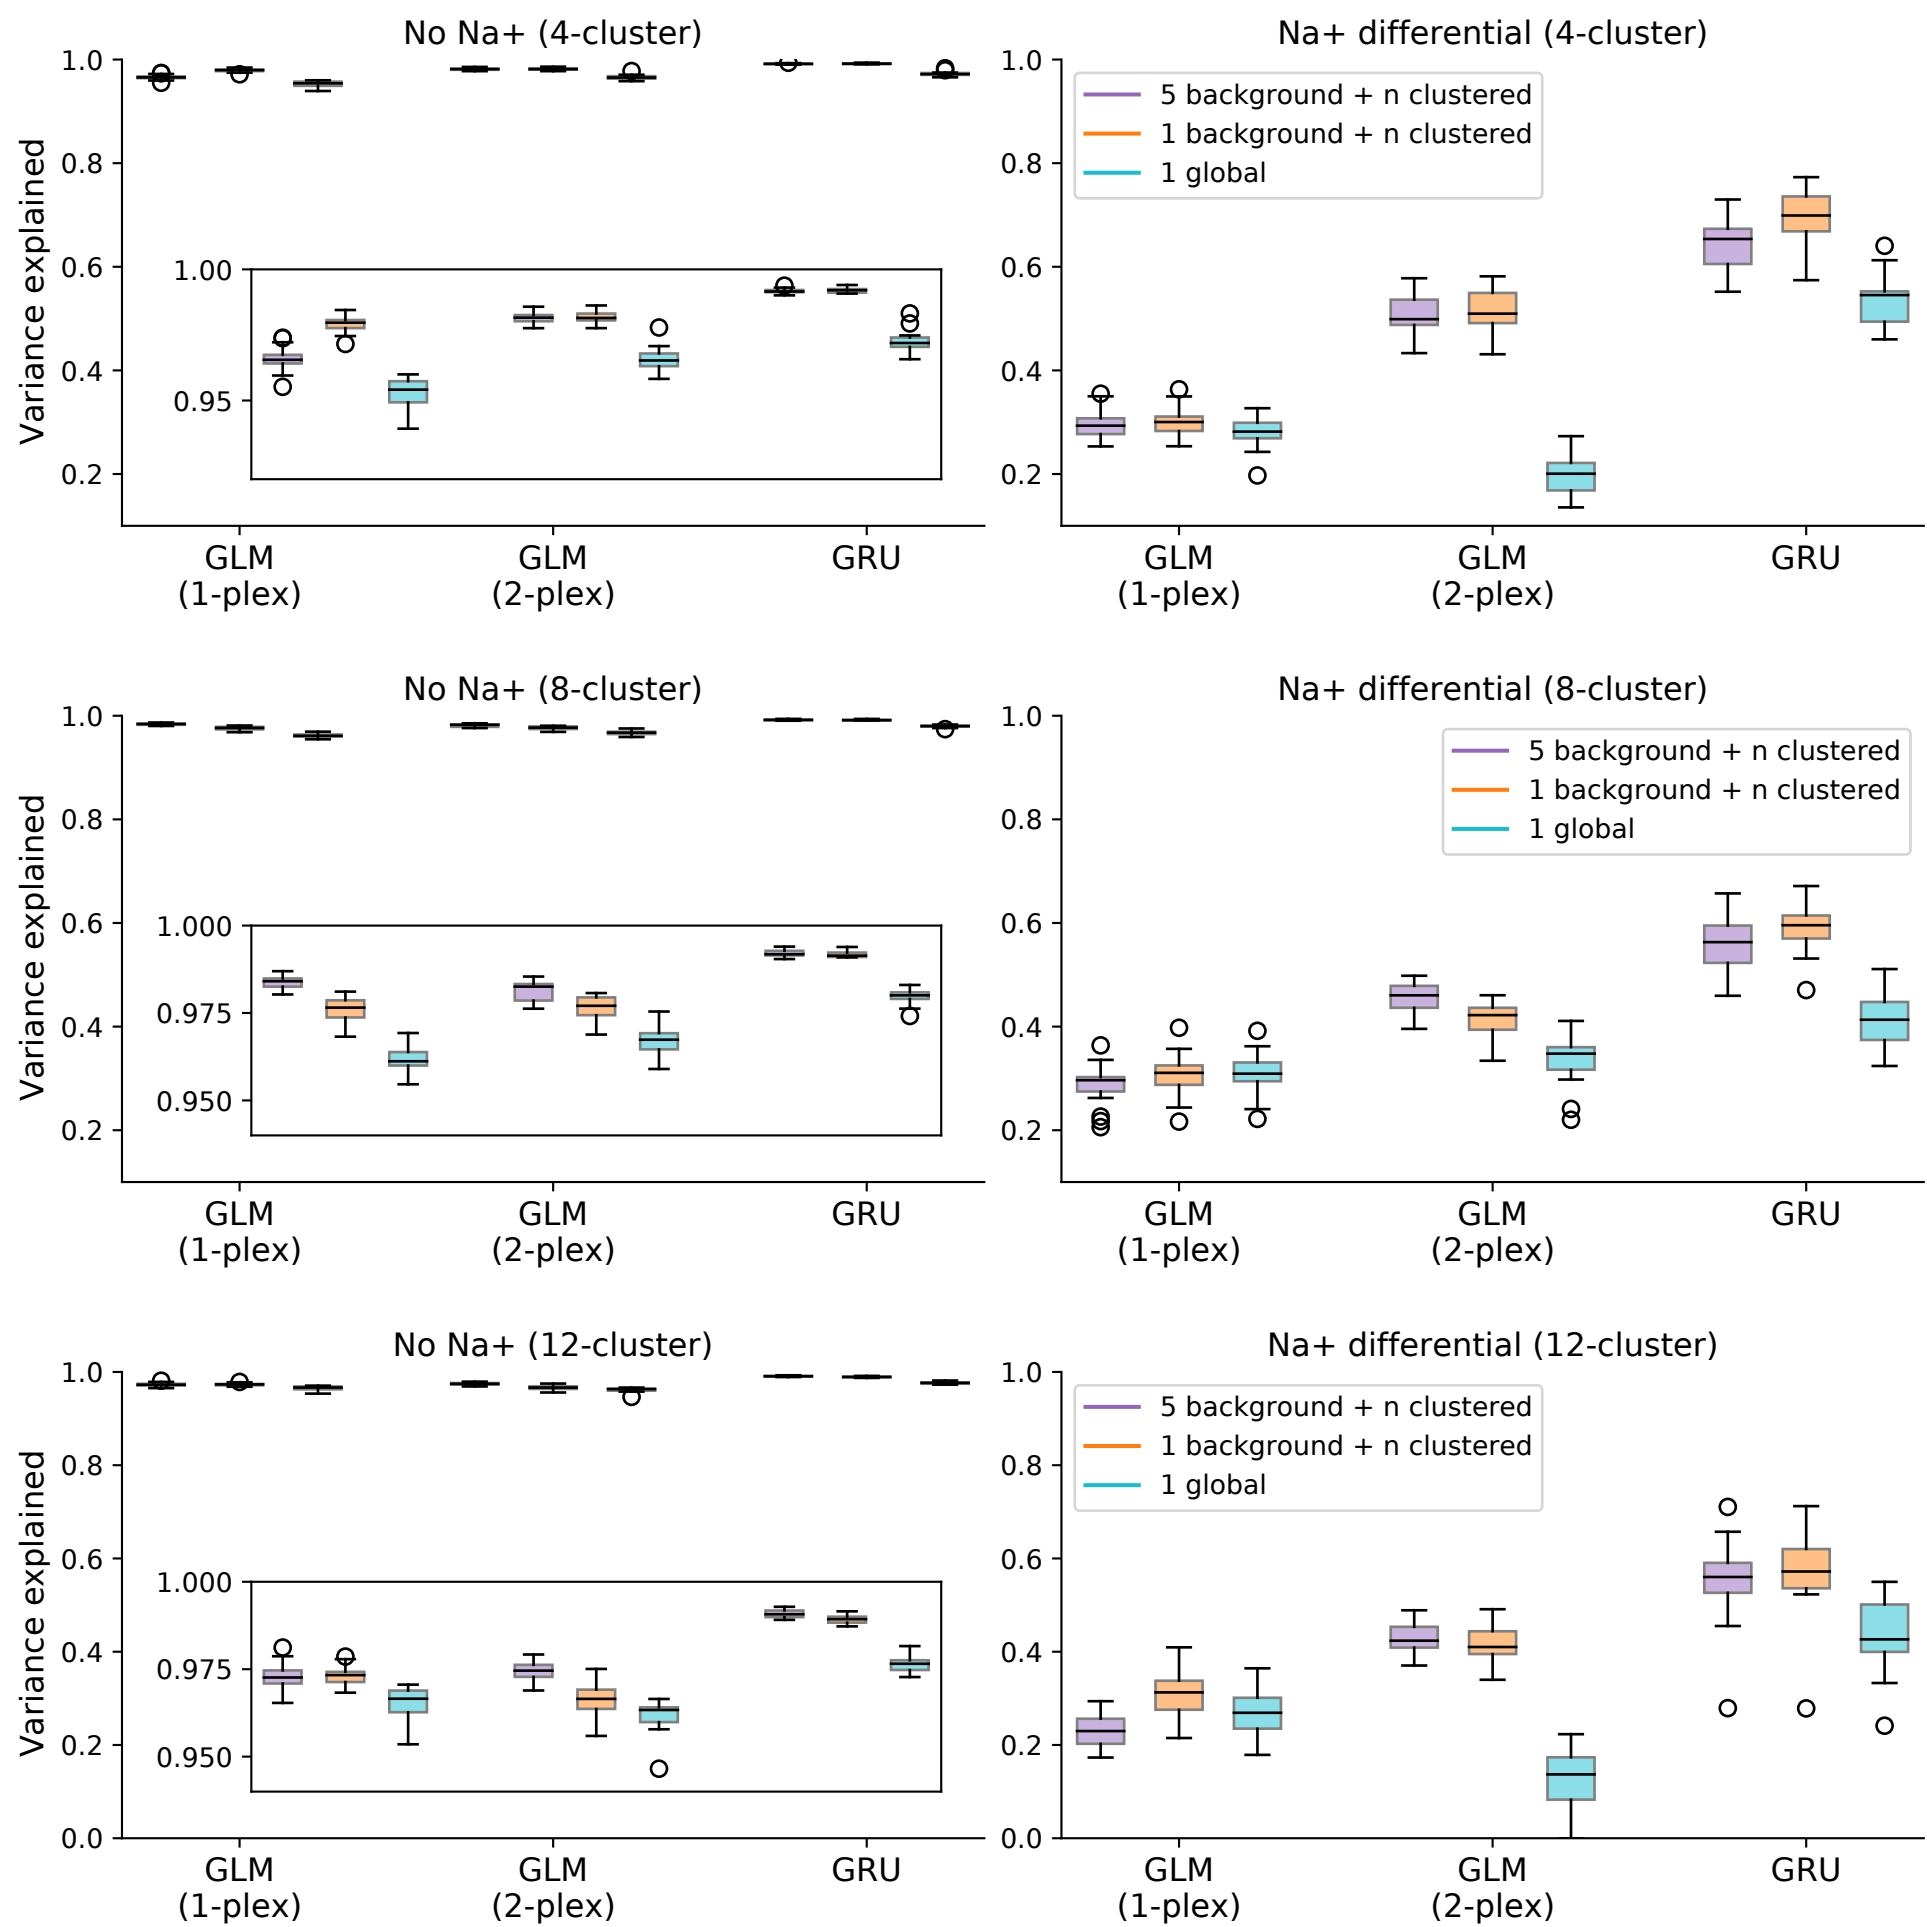 No Na+ (4-cluster)
Variance explained
1.0
0.8
0.6
0.4
0.2
1.00
0.95
GLM
(1-plex)
GLM
(2-plex)
GRU
Na+ differential (4-cluster)
1.0
0.8
0.6
0.4
0.2
5 background + n clustered
1 background + n clustered
1 global
GLM
(1-plex)
GLM
(2-plex)
GRU
No Na+ (8-cluster)
Variance explained
1.0
0.8
0.6
0.4
0.2
1.000
0.975
0.950
GLM
(1-plex)
GLM
(2-plex)
GRU
Na+ differential (8-cluster)
1.0
0.8
0.6
0.4
0.2
5 background + n clustered
1 background + n clustered
1 global
GLM
(1-plex)
GLM
(2-plex)
GRU
No Na+ (12-cluster)
Variance explained
1.0
0.8
0.6
0.4
0.2
0.0
1.000
0.975
0.950
GLM
(1-plex)
GLM
(2-plex)
GRU
Na+ differential (12-cluster)
1.0
0.8
0.6
0.4
0.2
0.0
5 background + n clustered
1 background + n clustered
1 global
GLM
(1-plex)
GLM
(2-plex)
GRU